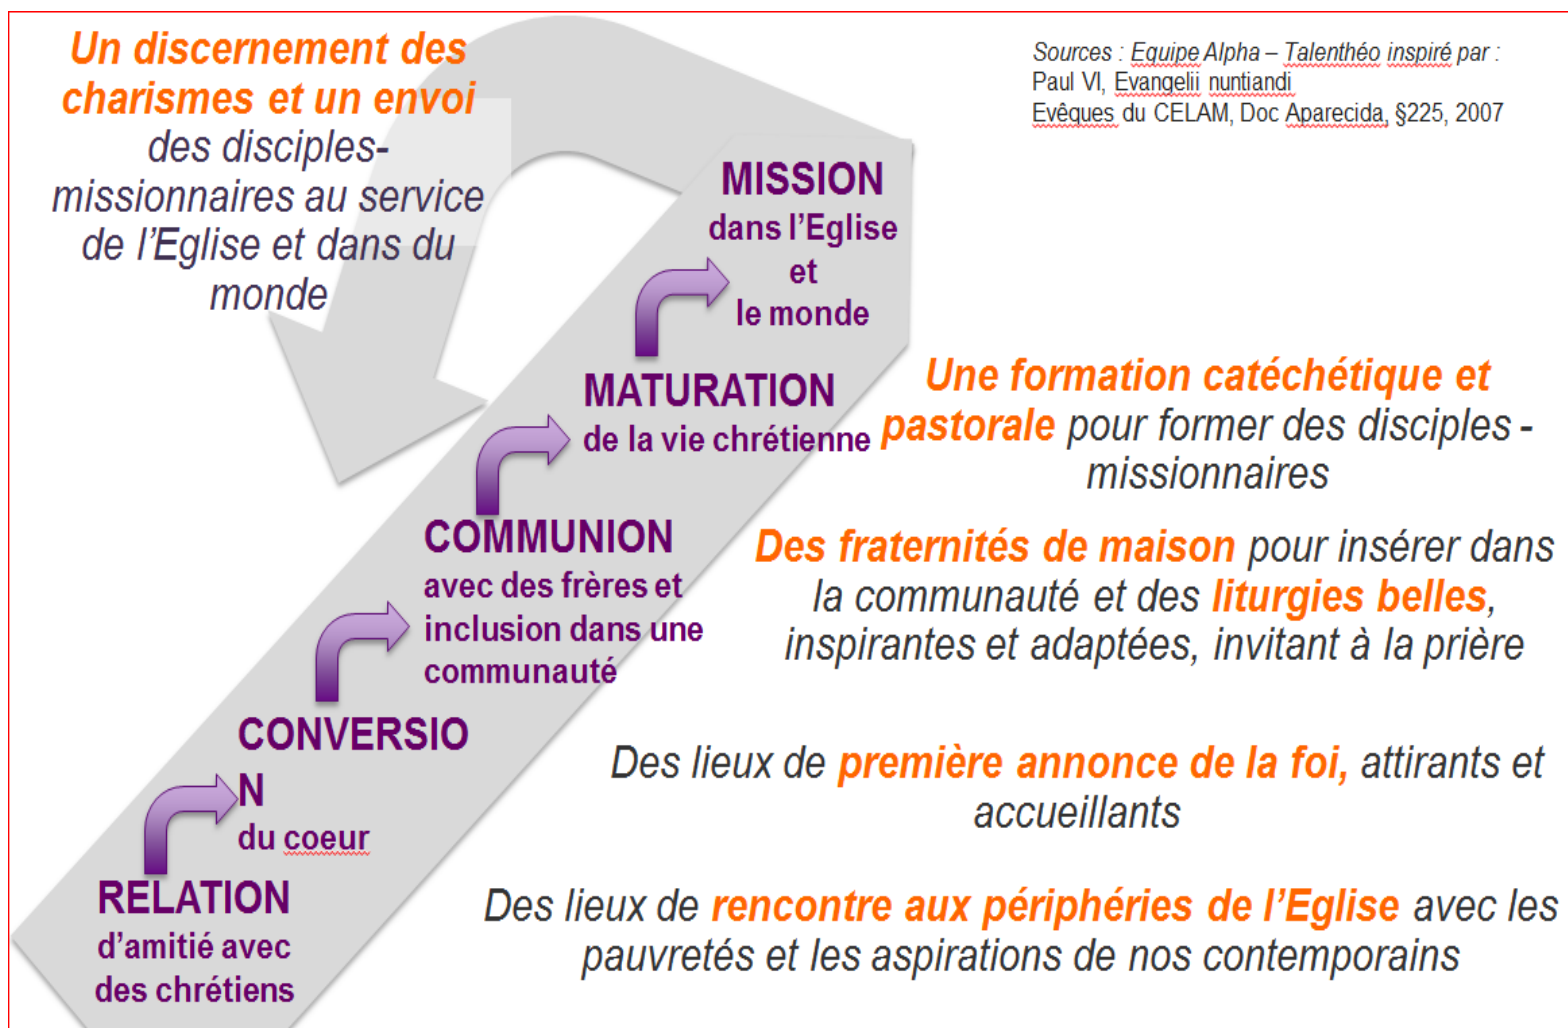 Un discernement des
charismes et un envoi
des disciples-
missionnaires au service
de l'Eglise et dans du
monde
Sources : Equipe Alpha – Talenthéo inspiré par :
Paul VI, Evangelii nuntiandi
Evêques du CELAM, Doc Aparecida, §225, 2007
MISSION
dans l'Eglise
et
le monde
MATURATION
de la vie chrétienne
Une formation catéchétique et
pastorale pour former des disciples -
missionnaires
COMMUNION
avec des frères et
inclusion dans une
communauté
Des fraternités de maison pour insérer dans
la communauté et des liturgies belles,
inspirantes et adaptées, invitant à la prière
CONVERSIO
N
du coeur
Des lieux de première annonce de la foi, attirants et
accueillants
RELATION
d'amitié avec
des chrétiens
Des lieux de rencontre aux périphéries de l'Eglise avec les
pauvretés et les aspirations de nos contemporains